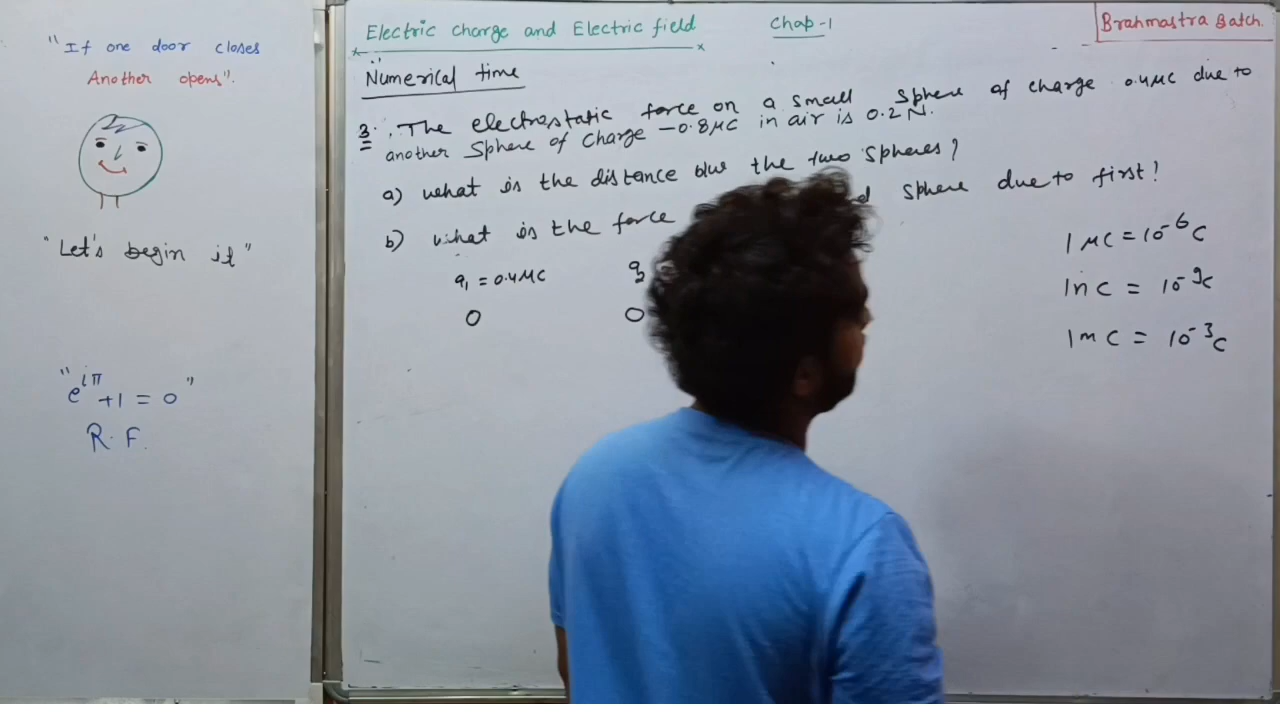 "If one door closes
Another opens".
"Let's begin it"
"e^iπ +1 = 0"
R. F.
Electric charge and Electric field Chap-1
Brahmastra Batch.
Numerical time
3. The electrostatic force on a small sphere of charge 0.4μC due to
another sphere of charge -0.8μC in air is 0.2N.
a) what is the distance b/w the two spheres?
b) what is the force sphere due to first?
q₁ = 0.4μC
1μC = 10⁻⁶C
1nC = 10⁻⁹C
1mC = 10⁻³C